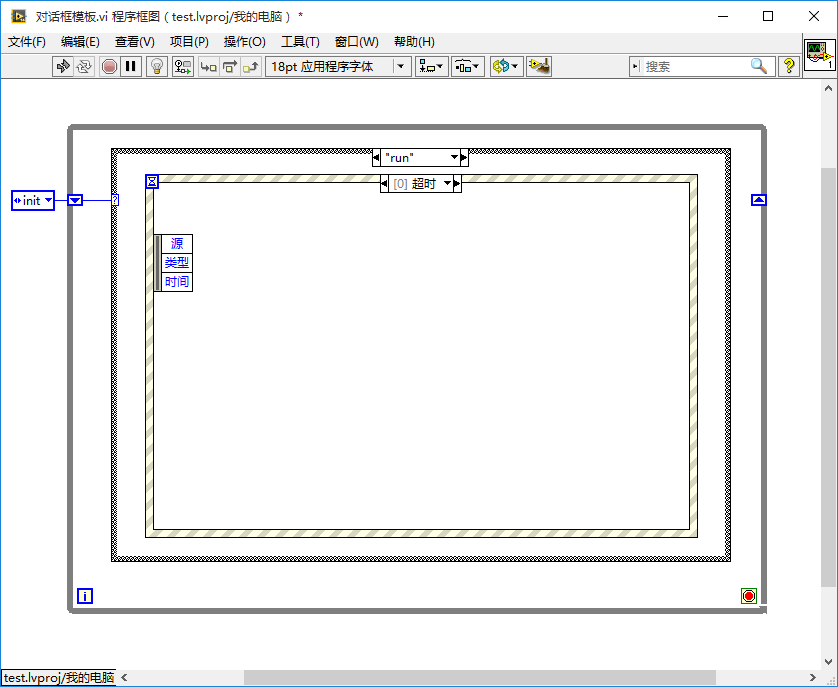 对话框模板.vi 程序框图（test.lvproj/我的电脑） *
文件(F) 编辑(E) 查看(V) 项目(P) 操作(O) 工具(T) 窗口(W) 帮助(H)
18pt 应用程序字体 搜索 ?
1
"run"
[0] 超时
init
?
源
类型
时间
i
test.lvproj/我的电脑